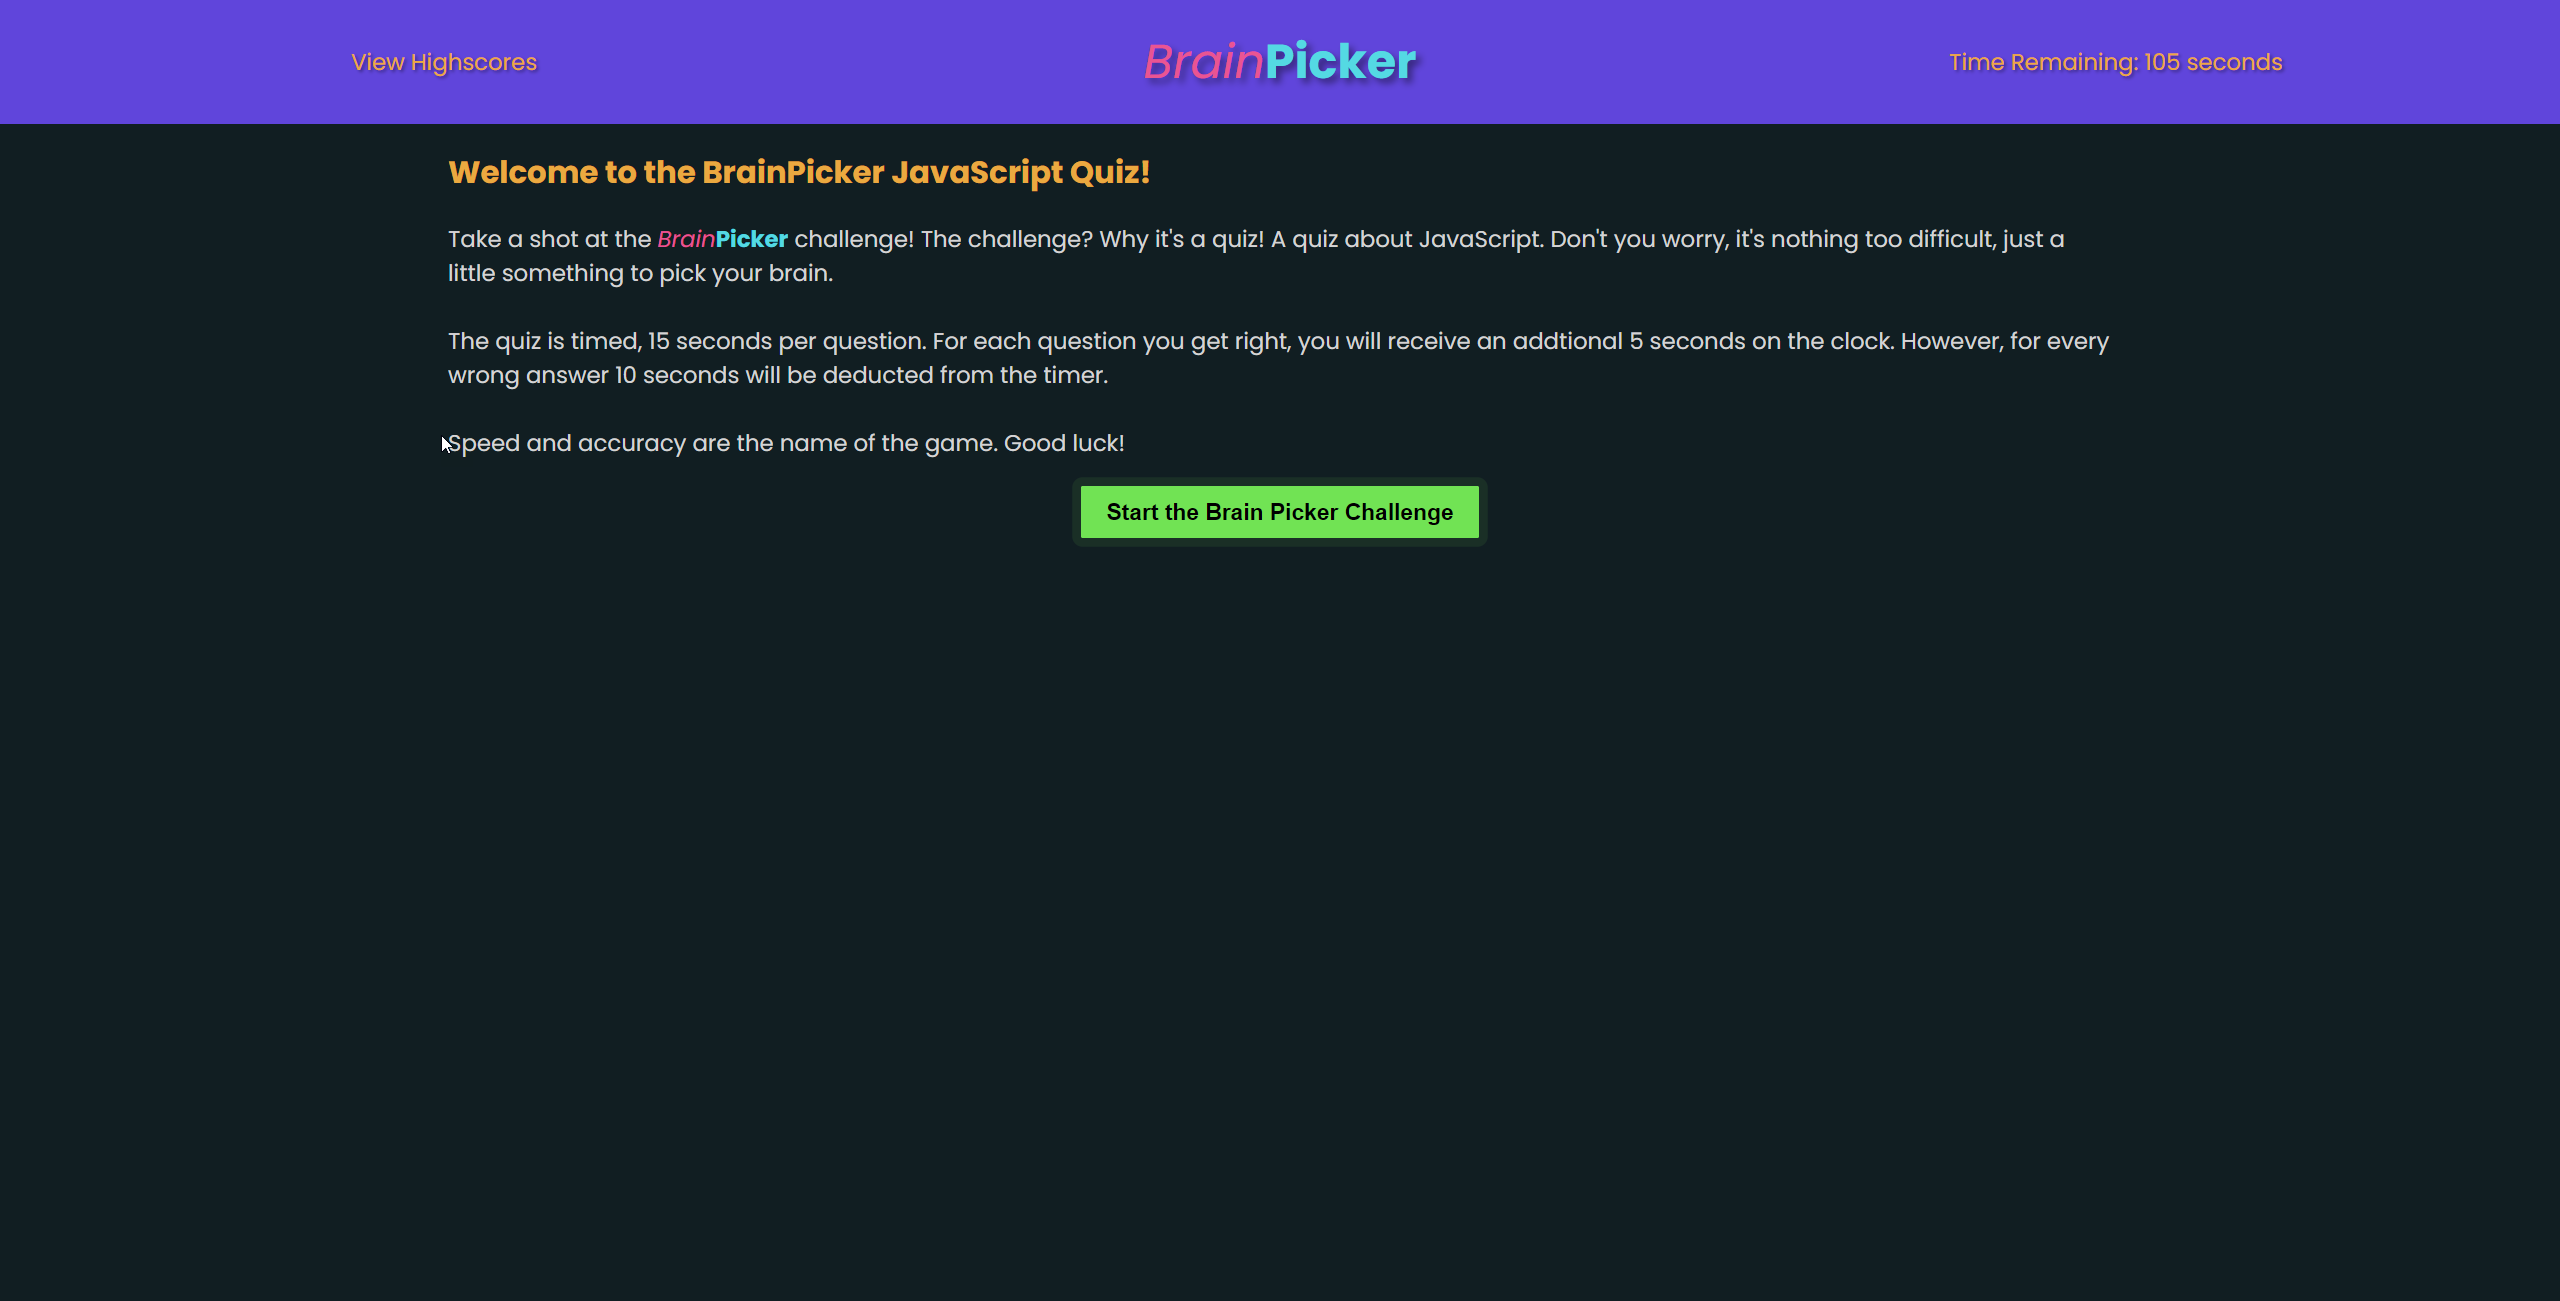 View Highscores
BrainPicker
Time Remaining: 105 seconds
Welcome to the BrainPicker JavaScript Quiz!
Take a shot at the BrainPicker challenge! The challenge? Why it's a quiz! A quiz about JavaScript. Don't you worry, it's nothing too difficult, just a
little something to pick your brain.
The quiz is timed, 15 seconds per question. For each question you get right, you will receive an addtional 5 seconds on the clock. However, for every
wrong answer 10 seconds will be deducted from the timer.
Speed and accuracy are the name of the game. Good luck!
Start the Brain Picker Challenge